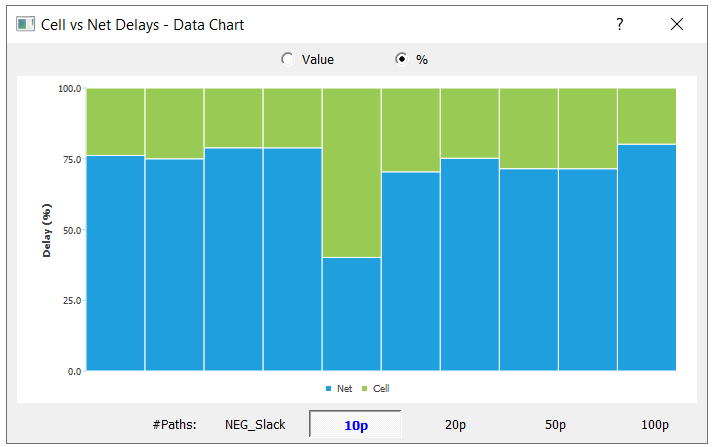 Cell vs Net Delays - Data Chart ?
Value %
100.0
75.0
50.0
25.0
0.0
Delay (%)
Net Cell
#Paths: NEG_Slack 10p 20p 50p 100p